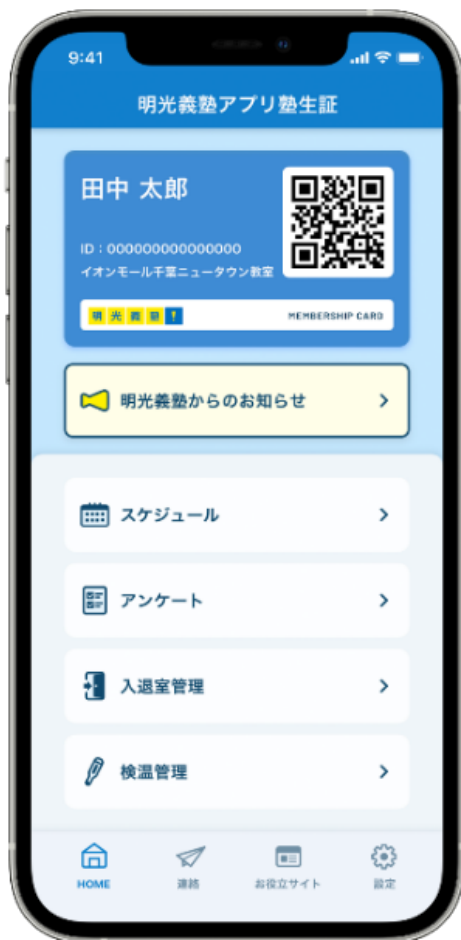 9:41
明光義塾アプリ塾生証
田中 太郎
ID：000000000000000
イオンモール千葉ニュータウン教室
明光義塾!
MEMBERSHIP CARD
明光義塾からのお知らせ
スケジュール
アンケート
入退室管理
検温管理
HOME
連絡
お役立サイト
設定